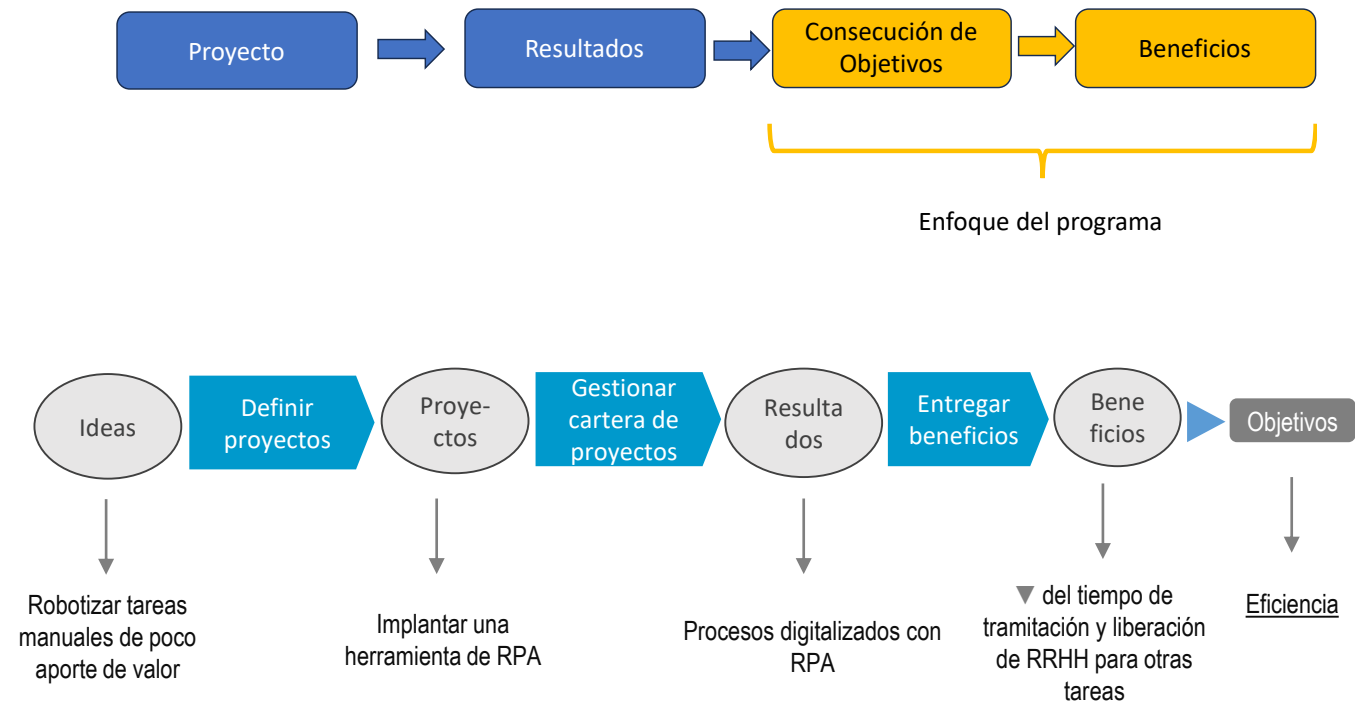 Proyecto
Resultados
Consecución de
Objetivos
Beneficios
Enfoque del programa
Ideas
Definir
proyectos
Proye-
ctos
Gestionar
cartera de
proyectos
Resulta
dos
Entregar
beneficios
Bene
ficios
Objetivos
Robotizar tareas
manuales de poco
aporte de valor
Implantar una
herramienta de RPA
Procesos digitalizados con
RPA
▼ del tiempo de
tramitación y liberación
de RRHH para otras
tareas
Eficiencia